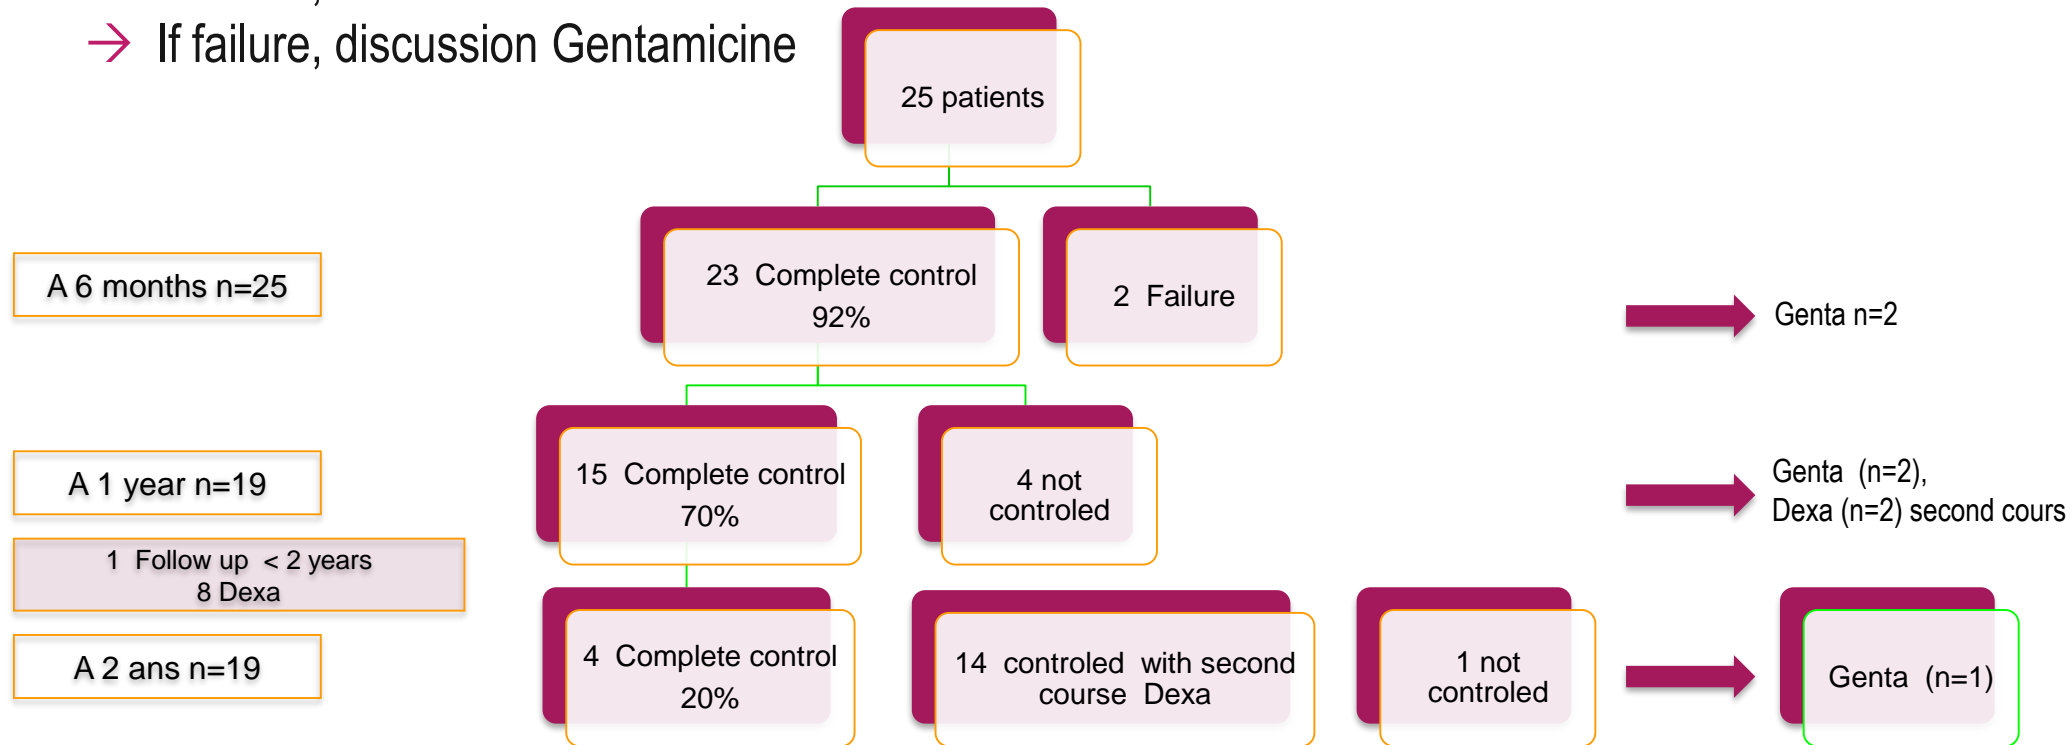 → If failure, discussion Gentamicine
25 patients
A 6 months n=25
23 Complete control
92%
2 Failure
Genta n=2
A 1 year n=19
15 Complete control
70%
4 not
controled
Genta (n=2),
Dexa (n=2) second cours
1 Follow up < 2 years
8 Dexa
A 2 ans n=19
4 Complete control
20%
14 controled with second
course Dexa
1 not
controled
Genta (n=1)